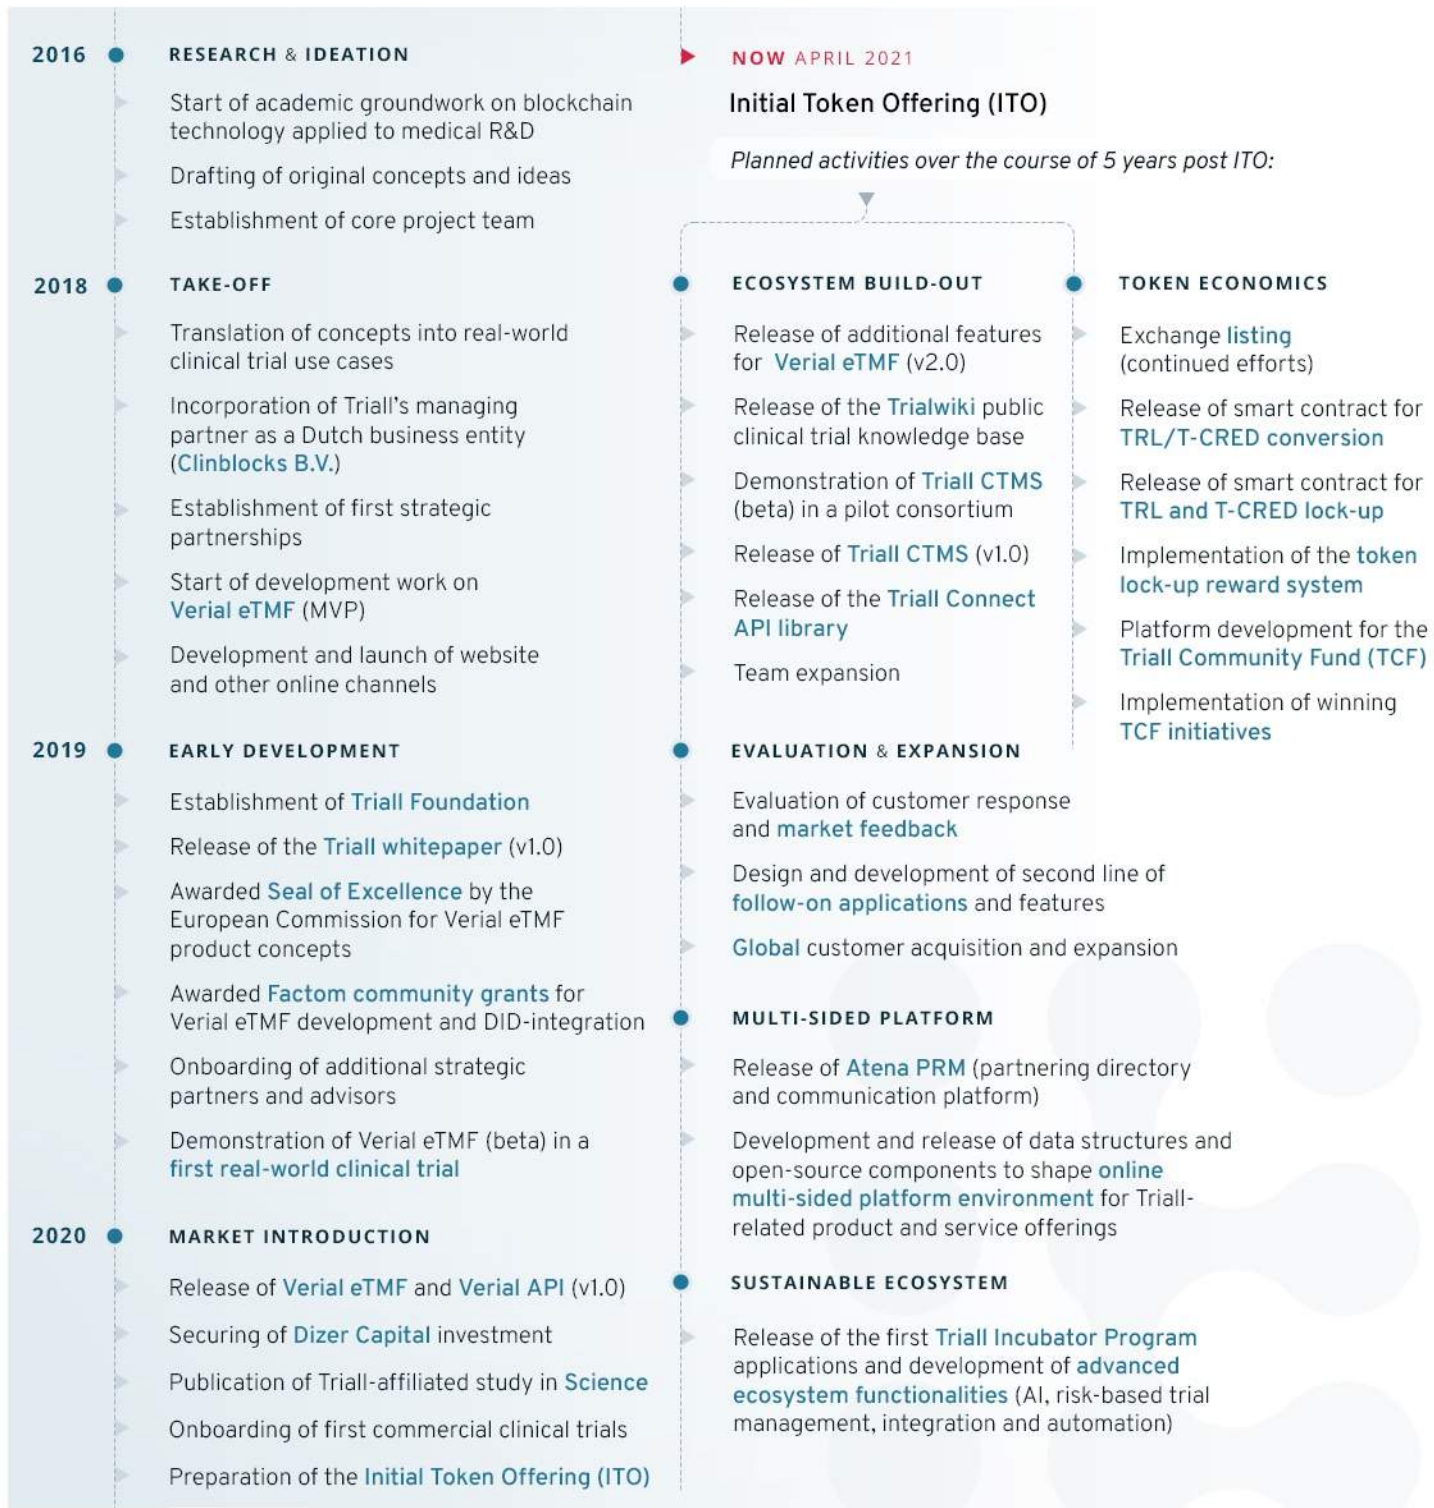 2016
RESEARCH & IDEATION
Start of academic groundwork on blockchain
technology applied to medical R&D
Drafting of original concepts and ideas
Establishment of core project team
2018
TAKE-OFF
Translation of concepts into real-world
clinical trial use cases
Incorporation of Triall's managing
partner as a Dutch business entity
(Clinblocks B.V.)
Establishment of first strategic
partnerships
Start of development work on
Verial eTMF (MVP)
Development and launch of website
and other online channels
2019
EARLY DEVELOPMENT
Establishment of Triall Foundation
Release of the Triall whitepaper (v1.0)
Awarded Seal of Excellence by the
European Commission for Verial eTMF
product concepts
Awarded Factom community grants for
Verial eTMF development and DID-integration
Onboarding of additional strategic
partners and advisors
Demonstration of Verial eTMF (beta) in a
first real-world clinical trial
2020
MARKET INTRODUCTION
Release of Verial eTMF and Verial API (v1.0)
Securing of Dizer Capital investment
Publication of Triall-affiliated study in Science
Onboarding of first commercial clinical trials
Preparation of the Initial Token Offering (ITO)
NOW APRIL 2021
Initial Token Offering (ITO)
Planned activities over the course of 5 years post ITO:
ECOSYSTEM BUILD-OUT
Release of additional features
for Verial eTMF (v2.0)
Release of the Trialwiki public
clinical trial knowledge base
Demonstration of Triall CTMS
(beta) in a pilot consortium
Release of Triall CTMS (v1.0)
Release of the Triall Connect
API library
Team expansion
TOKEN ECONOMICS
Exchange listing
(continued efforts)
Release of smart contract for
TRL/T-CRED conversion
Release of smart contract for
TRL and T-CRED lock-up
Implementation of the token
lock-up reward system
Platform development for the
Triall Community Fund (TCF)
Implementation of winning
TCF initiatives
EVALUATION & EXPANSION
Evaluation of customer response
and market feedback
Design and development of second line of
follow-on applications and features
Global customer acquisition and expansion
MULTI-SIDED PLATFORM
Release of Atena PRM (partnering directory
and communication platform)
Development and release of data structures and
open-source components to shape online
multi-sided platform environment for Triall-
related product and service offerings
SUSTAINABLE ECOSYSTEM
Release of the first Triall Incubator Program
applications and development of advanced
ecosystem functionalities (AI, risk-based trial
management, integration and automation)